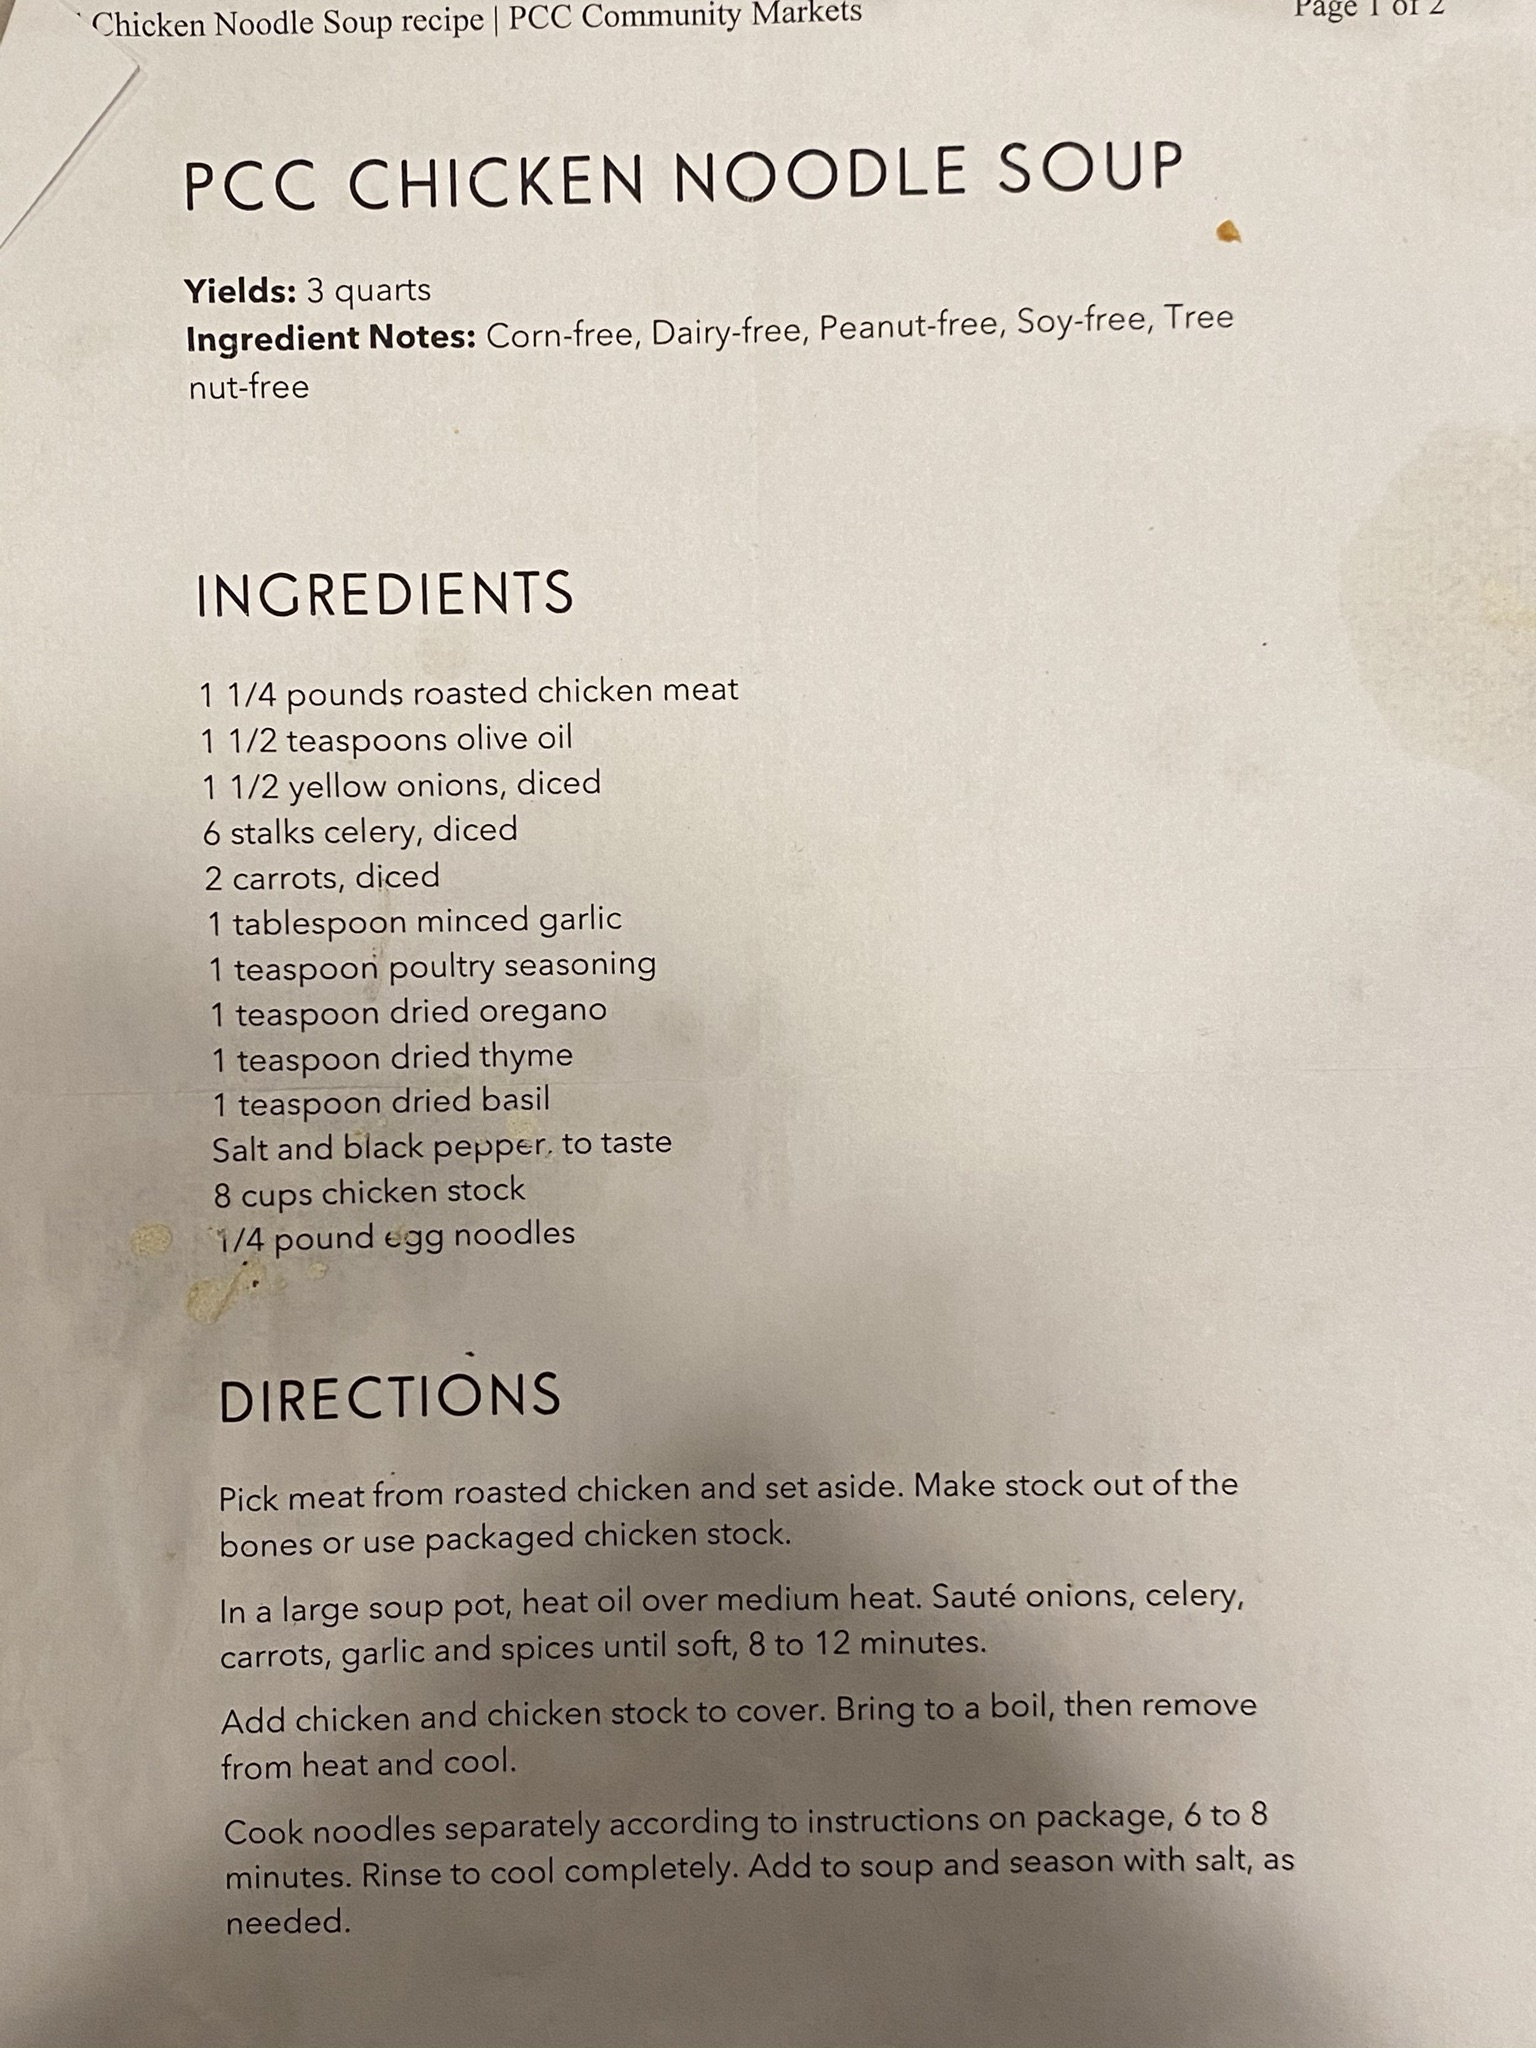 Chicken Noodle Soup recipe | PCC Community Markets
Page 1 of 2
PCC CHICKEN NOODLE SOUP
Yields: 3 quarts
Ingredient Notes: Corn-free, Dairy-free, Peanut-free, Soy-free, Tree
nut-free
INGREDIENTS
1 1/4 pounds roasted chicken meat
1 1/2 teaspoons olive oil
1 1/2 yellow onions, diced
6 stalks celery, diced
2 carrots, diced
1 tablespoon minced garlic
1 teaspoon poultry seasoning
1 teaspoon dried oregano
1 teaspoon dried thyme
1 teaspoon dried basil
Salt and black pepper, to taste
8 cups chicken stock
1/4 pound egg noodles
DIRECTIONS
Pick meat from roasted chicken and set aside. Make stock out of the
bones or use packaged chicken stock.
In a large soup pot, heat oil over medium heat. Sauté onions, celery,
carrots, garlic and spices until soft, 8 to 12 minutes.
Add chicken and chicken stock to cover. Bring to a boil, then remove
from heat and cool.
Cook noodles separately according to instructions on package, 6 to 8
minutes. Rinse to cool completely. Add to soup and season with salt, as
needed.